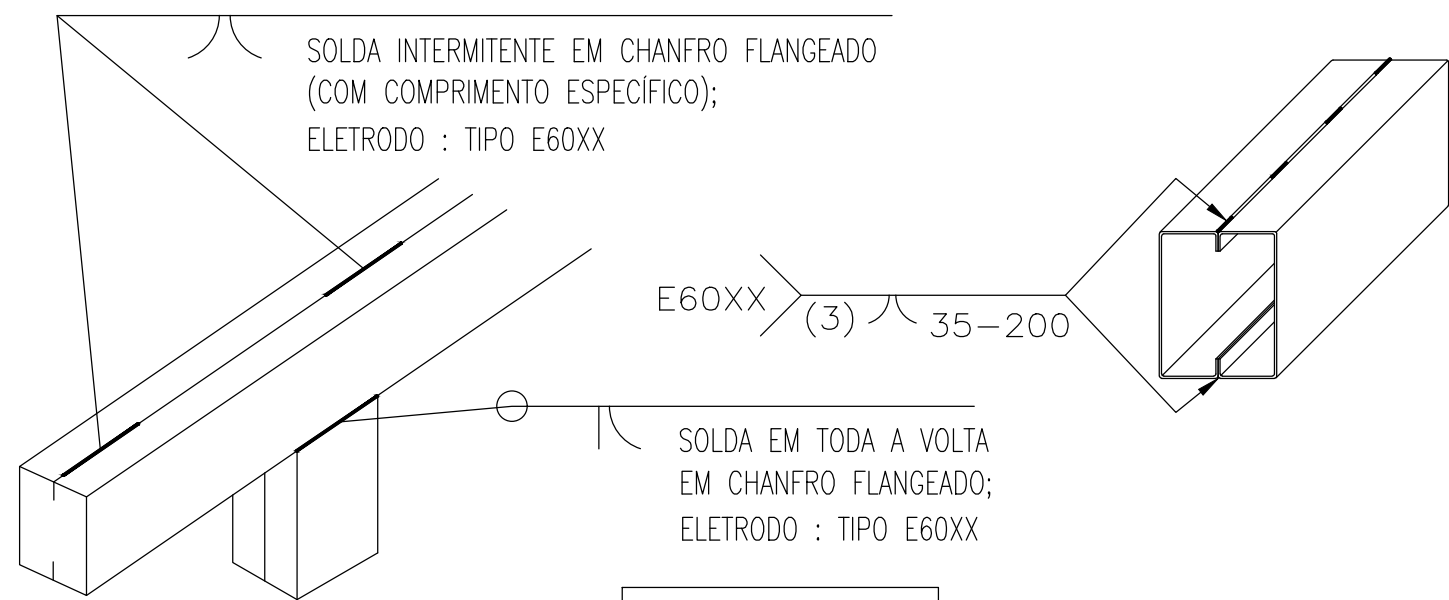 SOLDA INTERMITENTE EM CHANFRO FLANGEADO
(COM COMPRIMENTO ESPECÍFICO);
ELETRODO : TIPO E60XX
E60XX
(3)
35-200
SOLDA EM TODA A VOLTA
EM CHANFRO FLANGEADO;
ELETRODO : TIPO E60XX